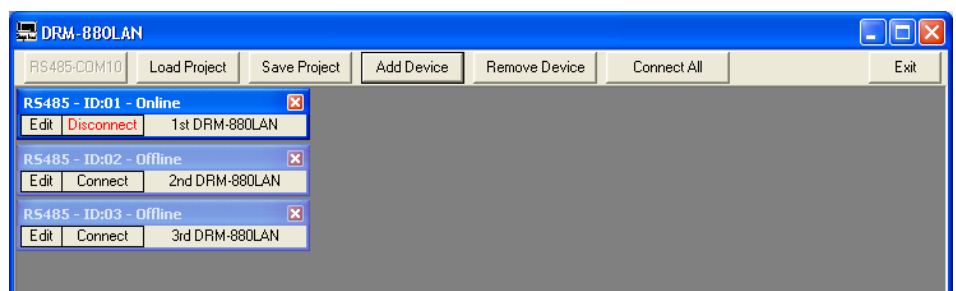 DRM-880LAN
RS485-COM10 Load Project Save Project Add Device Remove Device Connect All Exit
RS485 - ID:01 - Online
Edit Disconnect 1st DRM-880LAN
RS485 - ID:02 - Offline
Edit Connect 2nd DRM-880LAN
RS485 - ID:03 - Offline
Edit Connect 3rd DRM-880LAN